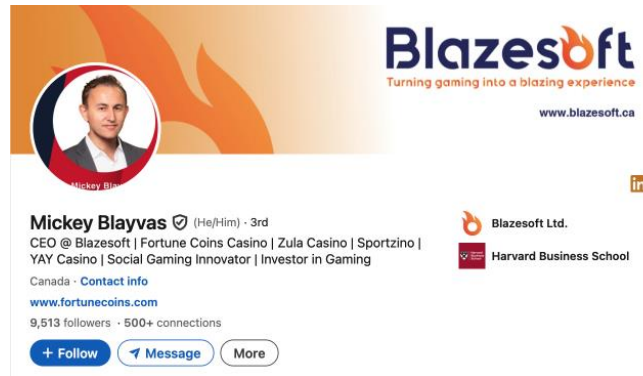 Blazesoft
Turning gaming into a blazing experience
www.blazesoft.ca
Mickey Blay
in
Mickey Blayvas (He/Him) · 3rd
CEO @ Blazesoft | Fortune Coins Casino | Zula Casino | Sportzino |
YAY Casino | Social Gaming Innovator | Investor in Gaming
Canada · Contact info
www.fortunecoins.com
9,513 followers · 500+ connections
+ Follow
Message
More
Blazesoft Ltd.
Harvard Business School